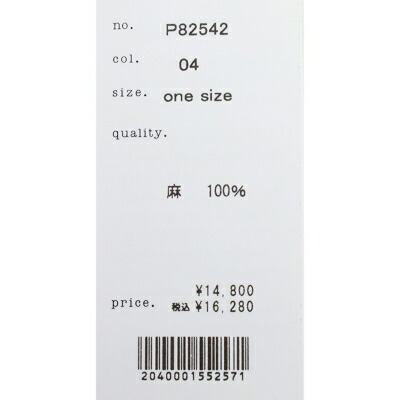 no. P82542
col. 04
size. one size
quality.
麻 100%
¥14,800
price. 税込 ¥16,280
2040001552571